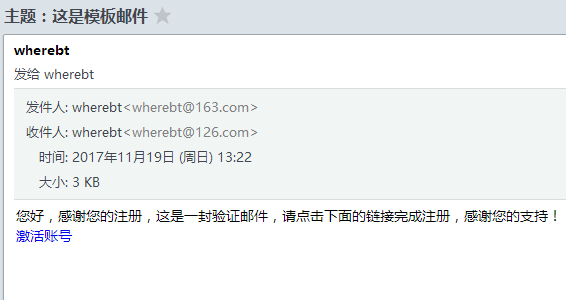 主题：这是模板邮件
wherebt
发给 wherebt
发件人: wherebt<wherebt@163.com>
收件人: wherebt<wherebt@126.com>
时间: 2017年11月19日 (周日) 13:22
大小: 3 KB
您好，感谢您的注册，这是一封验证邮件，请点击下面的链接完成注册，感谢您的支持！
激活账号